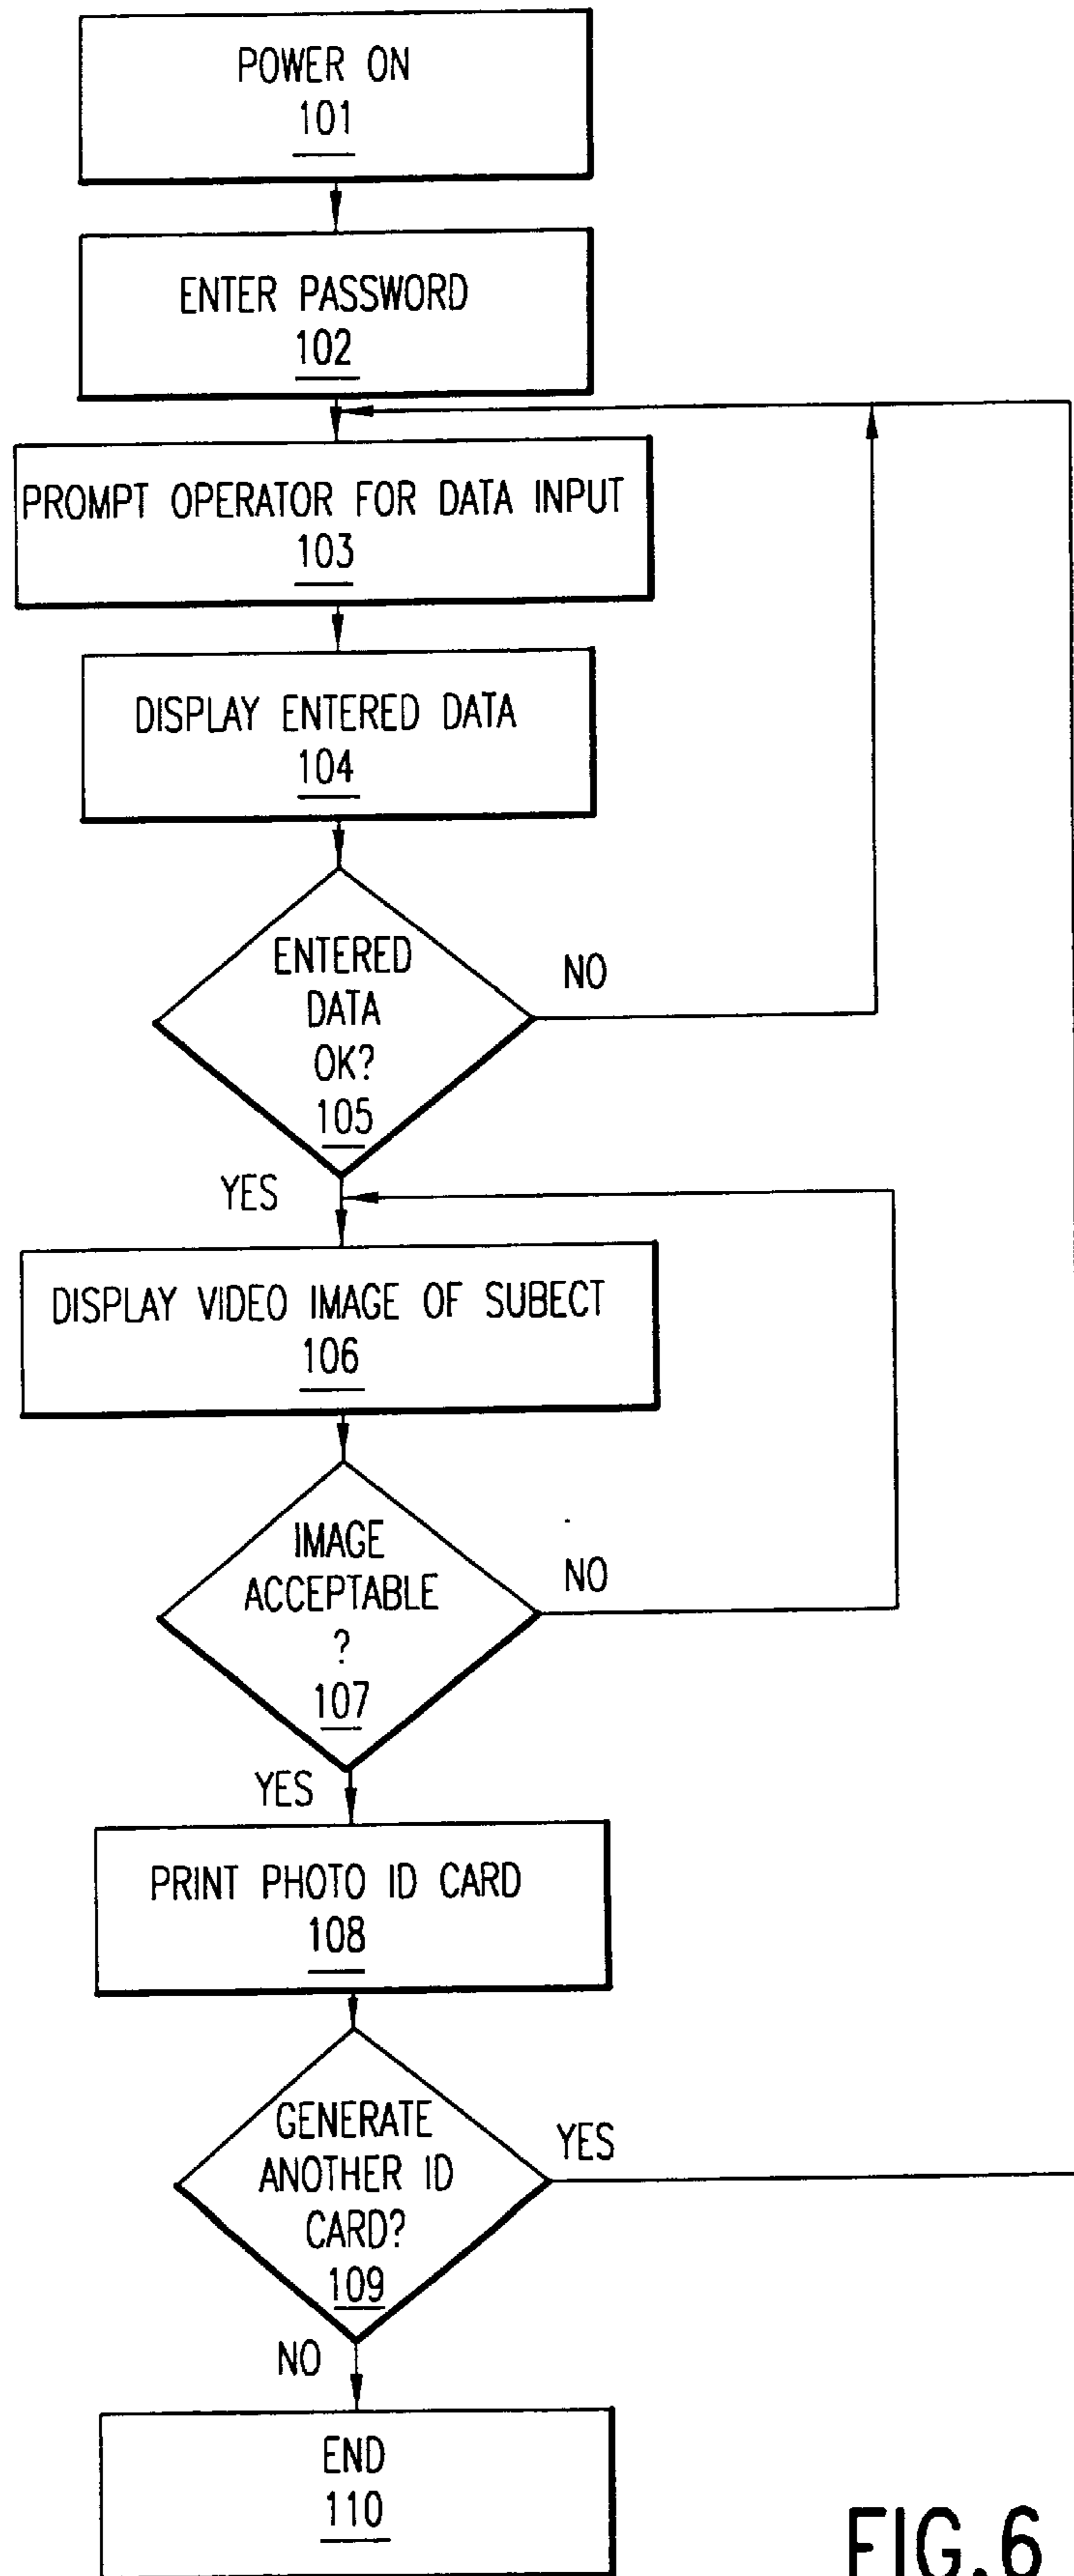 POWER ON
101
ENTER PASSWORD
102
PROMPT OPERATOR FOR DATA INPUT
103
DISPLAY ENTERED DATA
104
ENTERED
DATA
OK?
105
NO
YES
DISPLAY VIDEO IMAGE OF SUBECT
106
IMAGE
ACCEPTABLE
?
107
NO
YES
PRINT PHOTO ID CARD
108
GENERATE
ANOTHER ID
CARD?
109
YES
NO
END
110
FIG.6